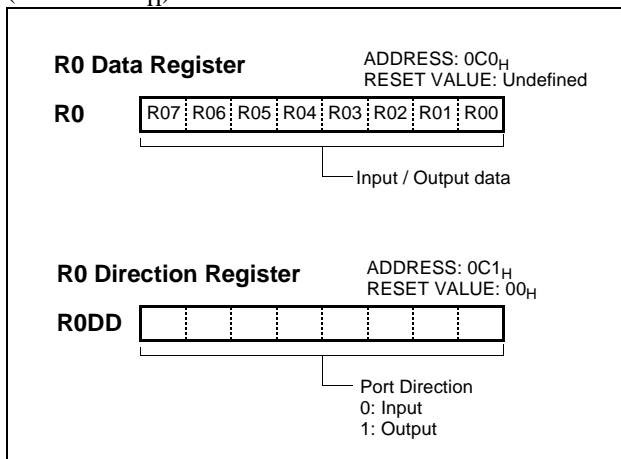 R0 Data Register
ADDRESS: 0C0H
RESET VALUE: Undefined
R0
R07 R06 R05 R04 R03 R02 R01 R00
Input / Output data
R0 Direction Register
ADDRESS: 0C1H
RESET VALUE: 00H
R0DD
Port Direction
0: Input
1: Output